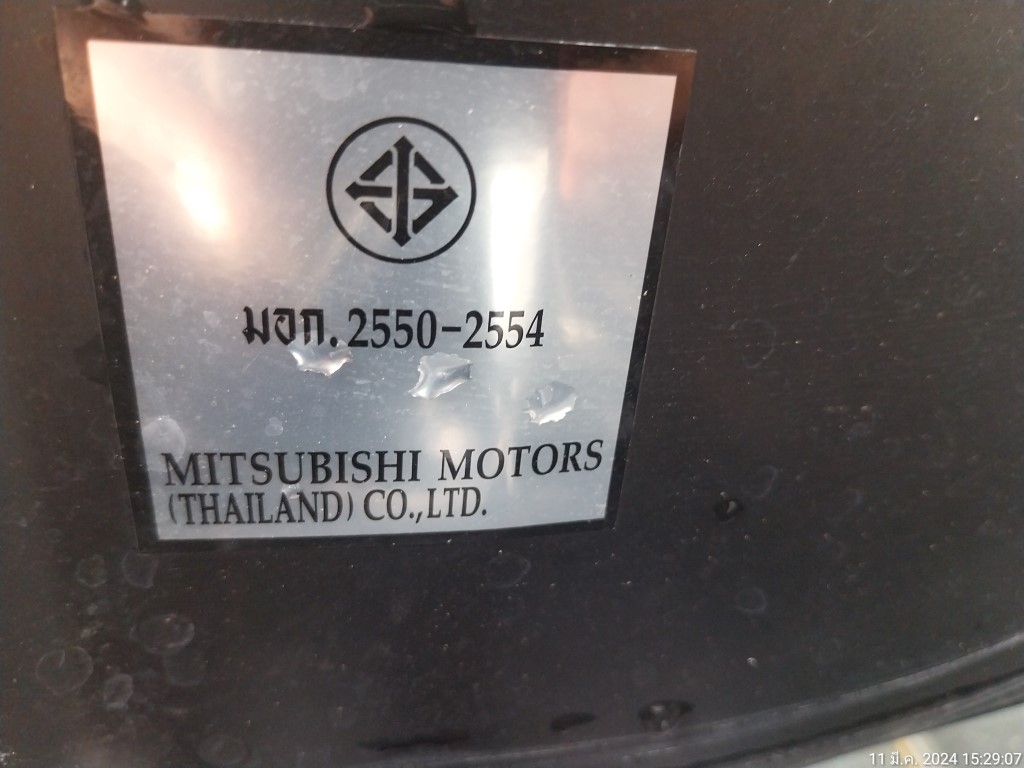 มอก.2550-2554
MITSUBISHI MOTORS
(THAILAND) CO.,LTD.
11 มี.ค. 2024 15:29:07